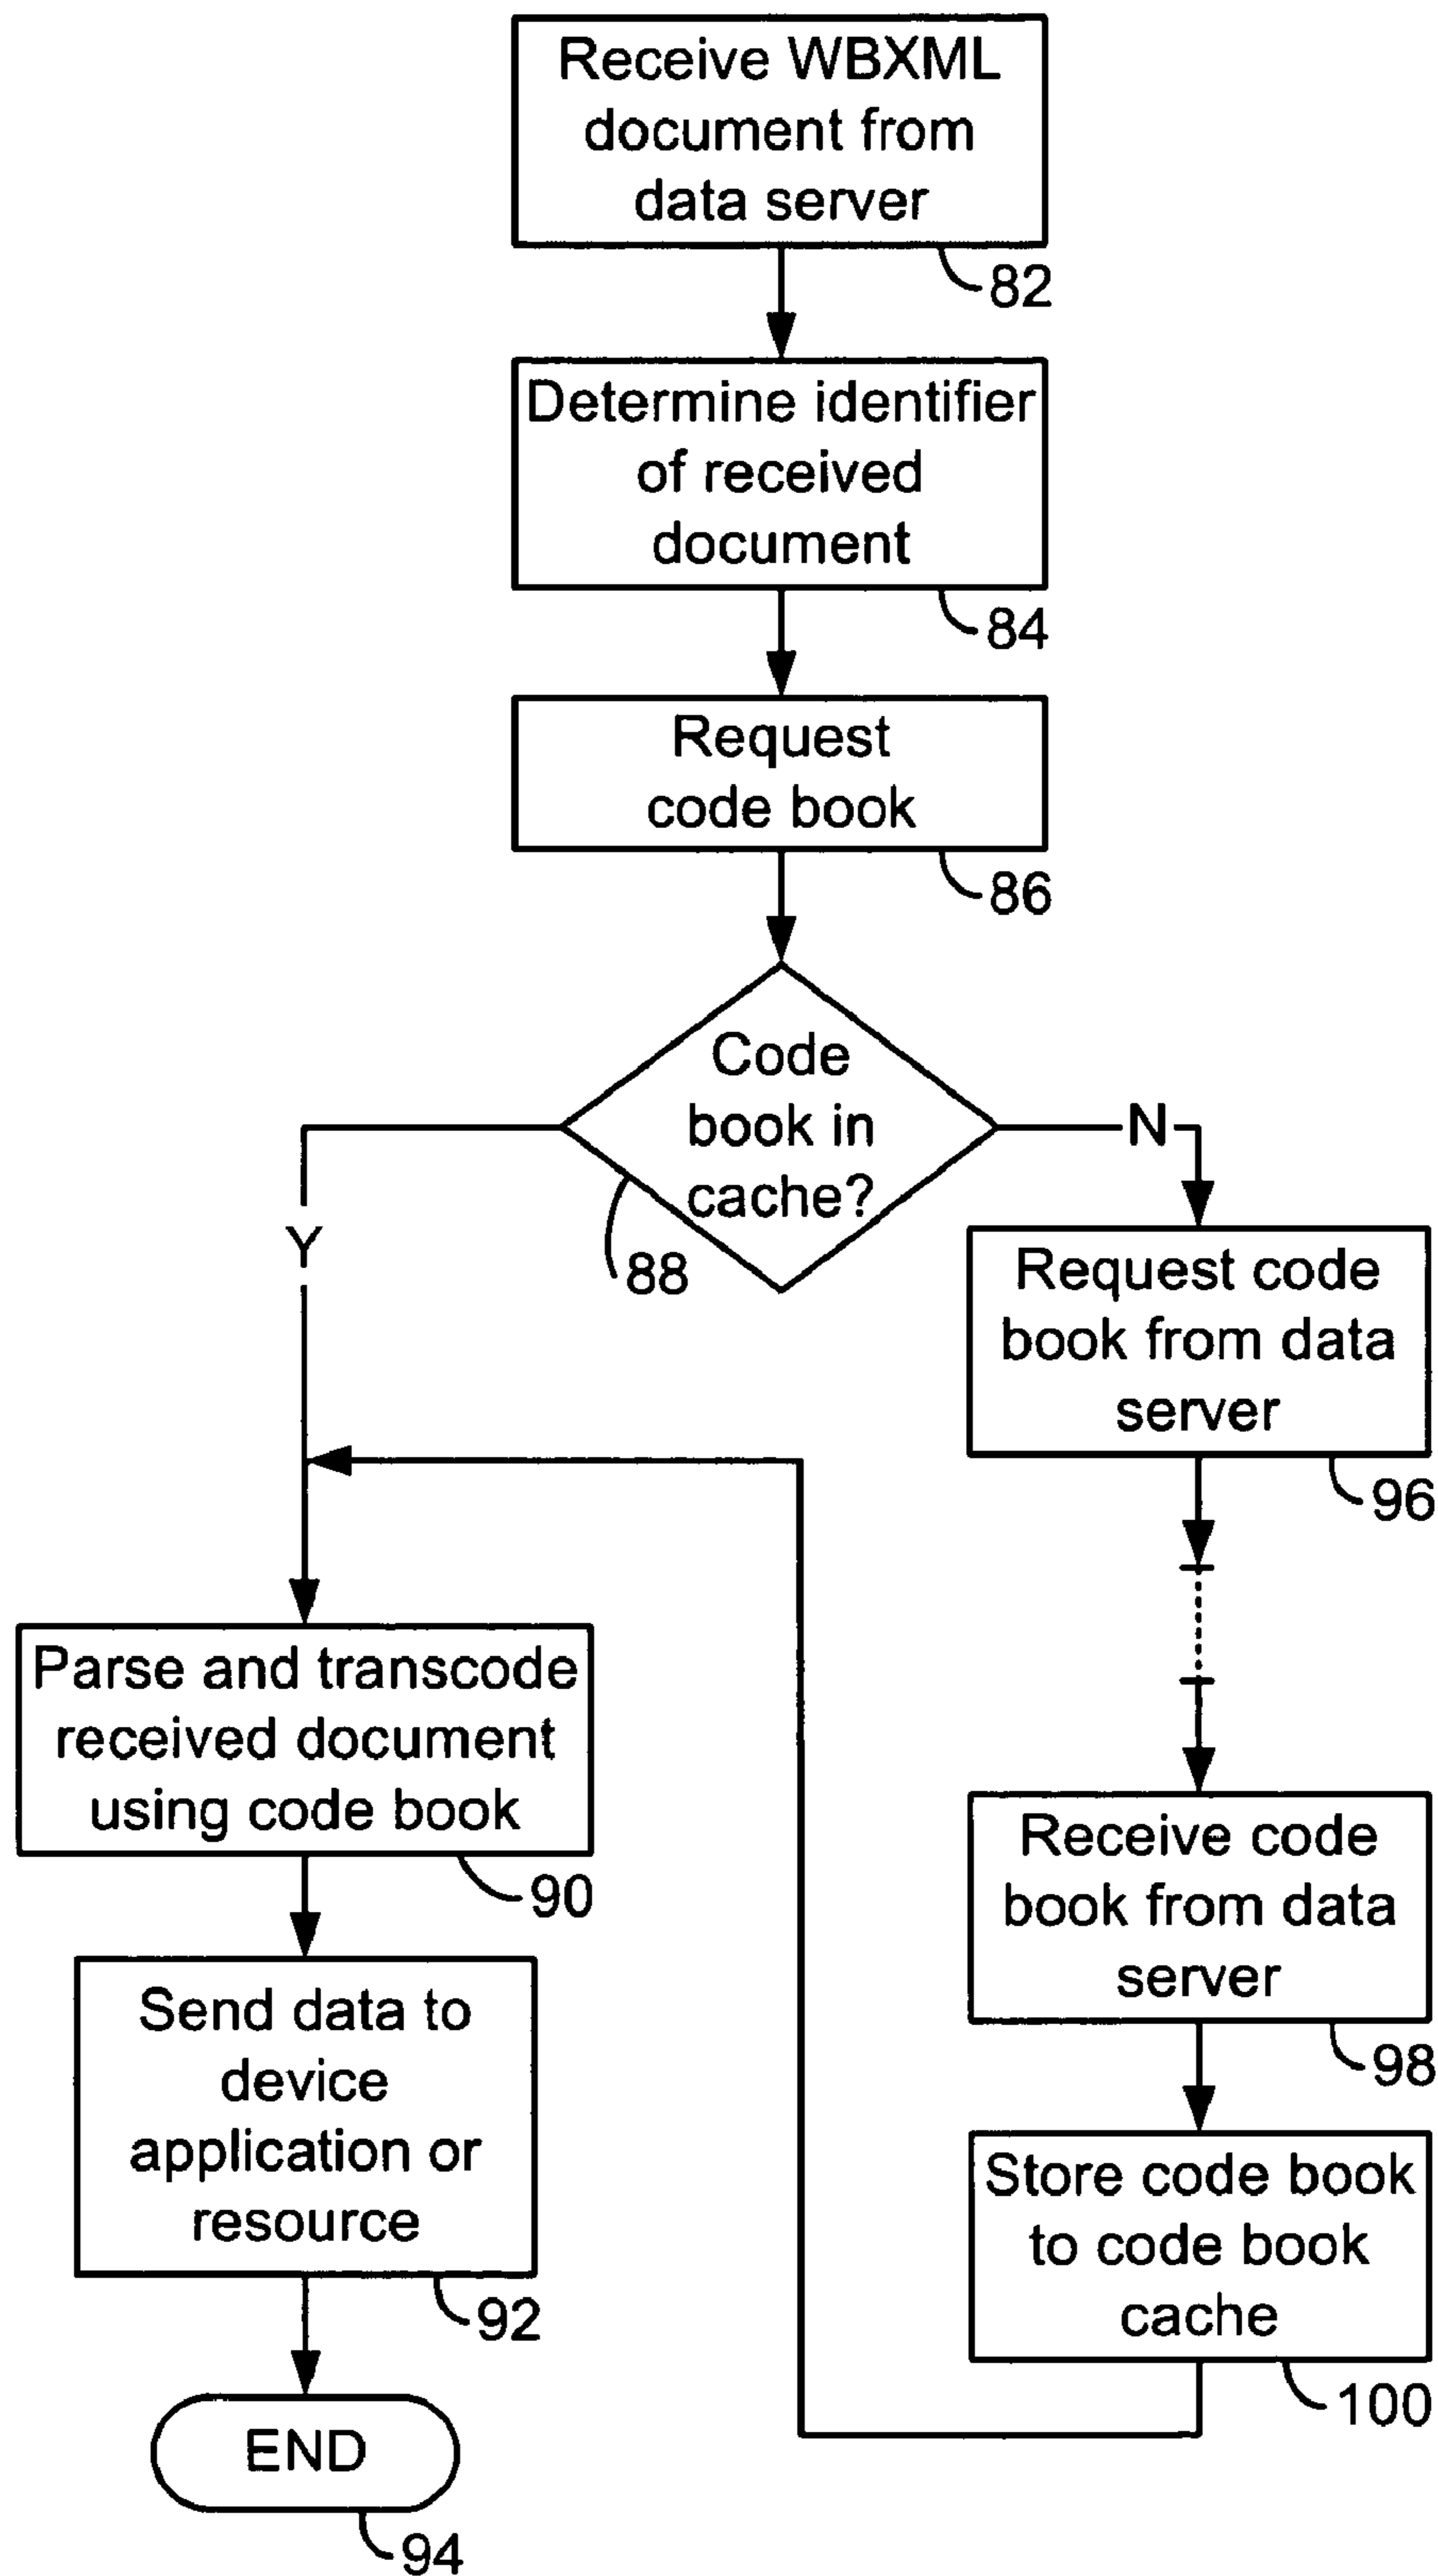 Receive WBXML
document from
data server
82
Determine identifier
of received
document
84
Request
code book
86
Code
book in
cache?
88
Y
N
Request code
book from data
server
96
Parse and transcode
received document
using code book
90
Receive code
book from data
server
98
Send data to
device
application or
resource
92
Store code book
to code book
cache
100
END
94